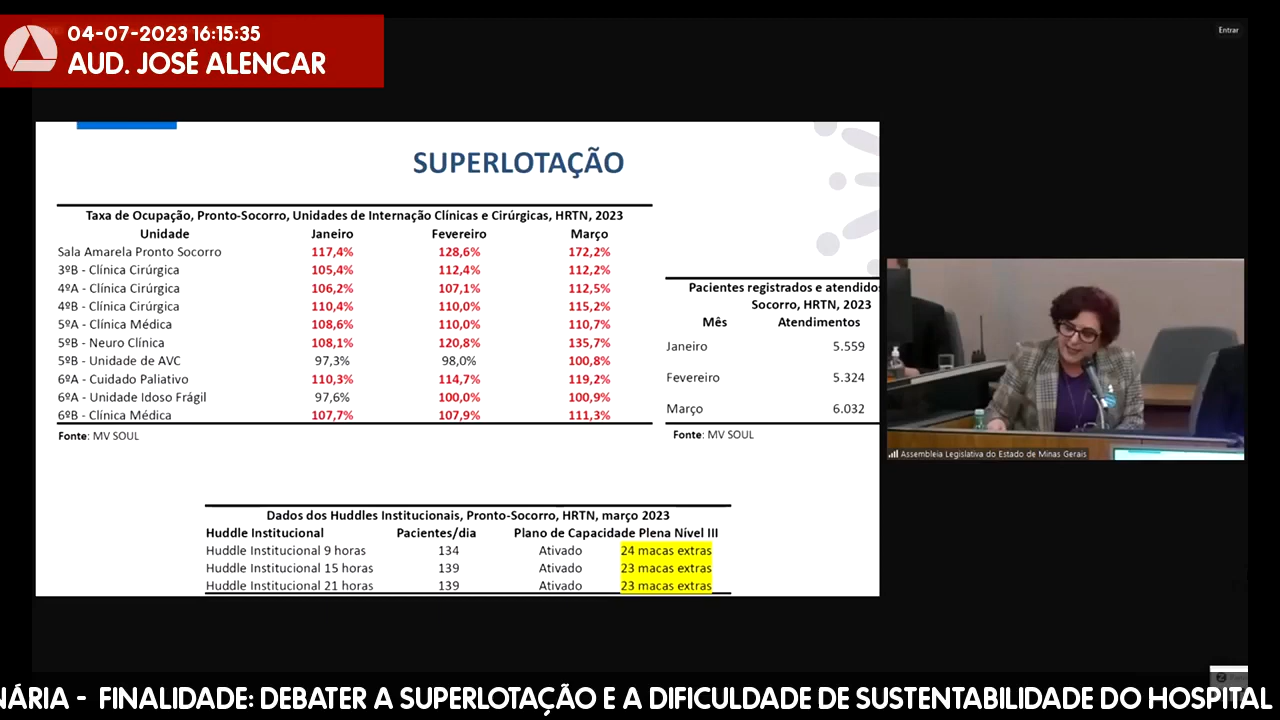 04-07-2023 16:15:35
AUD. JOSÉ ALENCAR
Entrar
SUPERLOTAÇÃO
Taxa de Ocupação, Pronto-Socorro, Unidades de Internação Clínicas e Cirúrgicas, HRTN, 2023
Unidade Janeiro Fevereiro Março
Sala Amarela Pronto Socorro 117,4% 128,6% 172,2%
3ºB - Clínica Cirúrgica 105,4% 112,4% 112,2%
4ºA - Clínica Cirúrgica 106,2% 107,1% 112,5%
4ºB - Clínica Cirúrgica 110,4% 110,0% 115,2%
5ºA - Clínica Médica 108,6% 110,0% 110,7%
5ºB - Neuro Clínica 108,1% 120,8% 135,7%
5ºB - Unidade de AVC 97,3% 98,0% 100,8%
6ºA - Cuidado Paliativo 110,3% 114,7% 119,2%
6ºA - Unidade Idoso Frágil 97,6% 100,0% 100,9%
6ºB - Clínica Médica 107,7% 107,9% 111,3%
Fonte: MV SOUL
Pacientes registrados e atendidos
Socorro, HRTN, 2023
Mês Atendimentos
Janeiro 5.559
Fevereiro 5.324
Março 6.032
Fonte: MV SOUL
Dados dos Huddles Institucionais, Pronto-Socorro, HRTN, março 2023
Huddle Institucional Pacientes/dia Plano de Capacidade Plena Nível III
Huddle Institucional 9 horas 134 Ativado 24 macas extras
Huddle Institucional 15 horas 139 Ativado 23 macas extras
Huddle Institucional 21 horas 139 Ativado 23 macas extras
Assembleia Legislativa do Estado de Minas Gerais
NÁRIA - FINALIDADE: DEBATER A SUPERLOTAÇÃO E A DIFICULDADE DE SUSTENTABILIDADE DO HOSPITAL